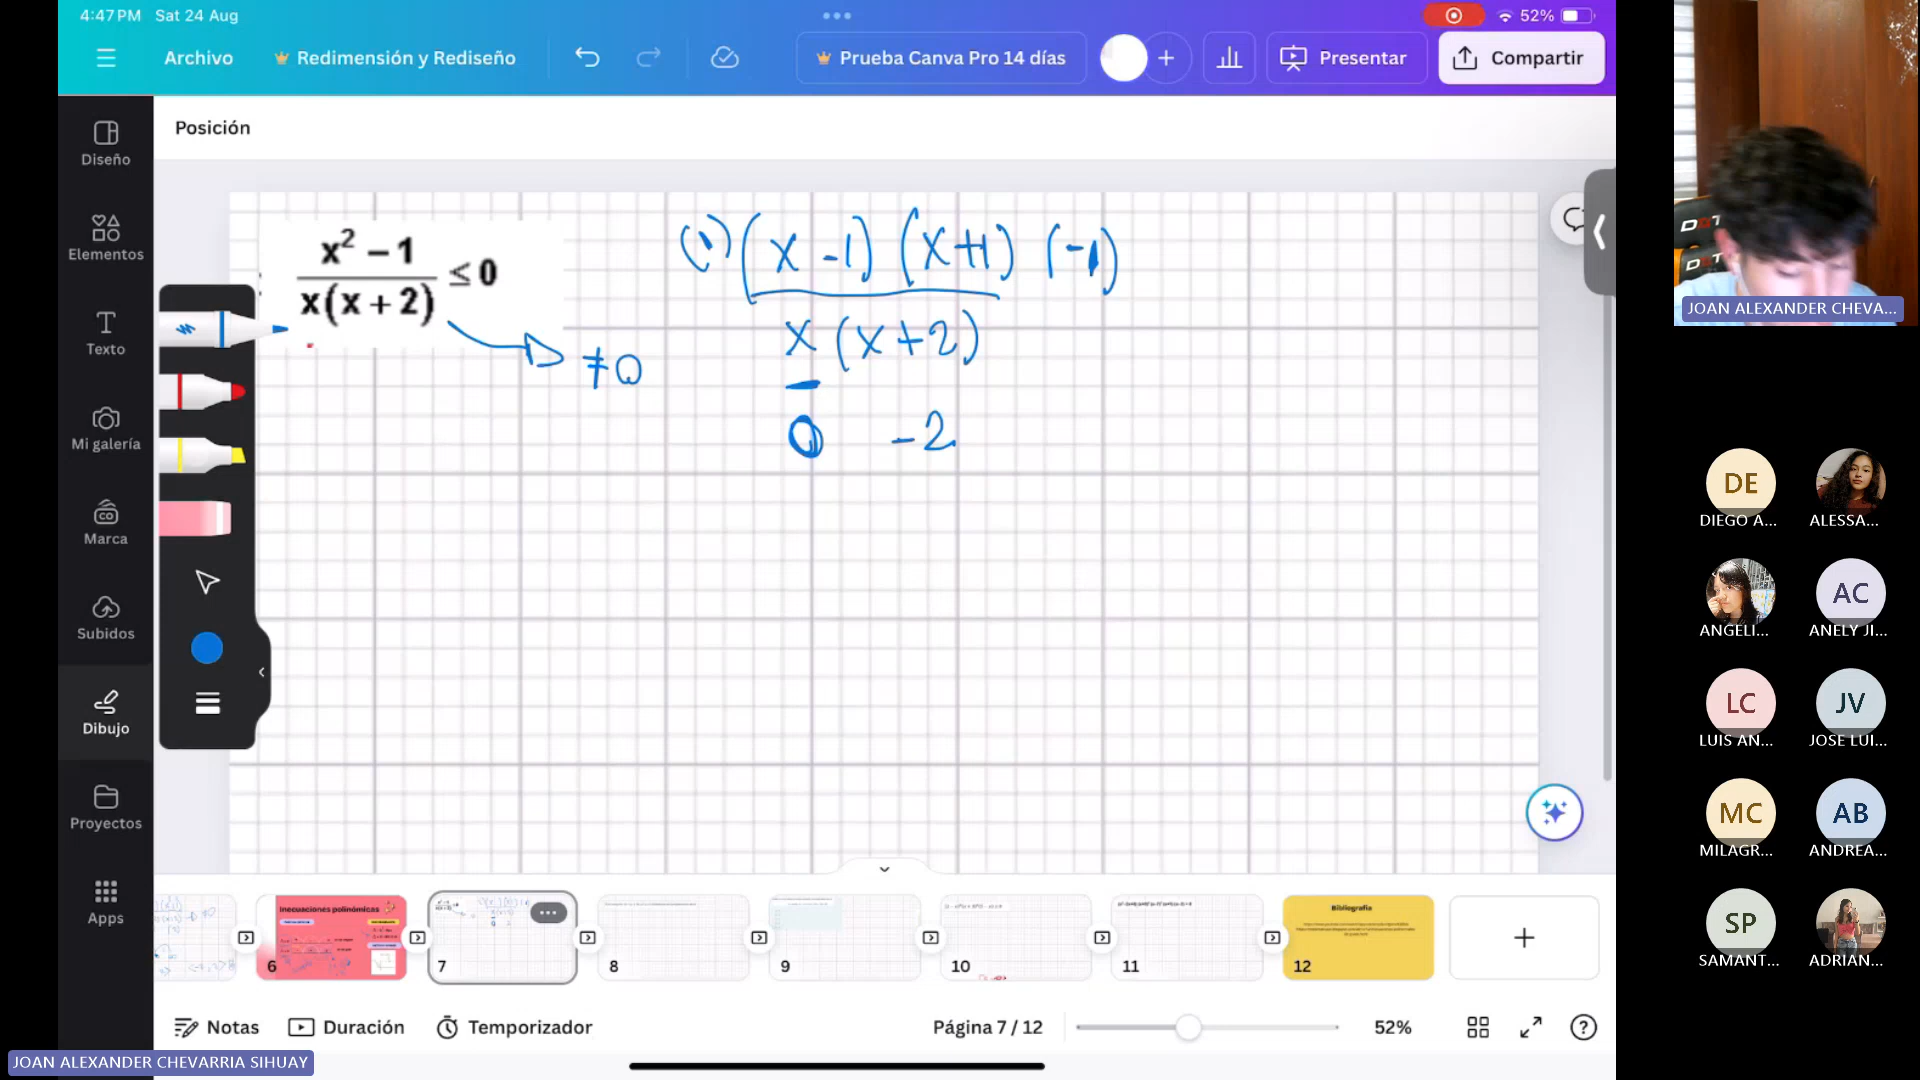 4:47 PM Sat 24 Aug
52%
Archivo
Redimensión y Rediseño
Prueba Canva Pro 14 días
Presentar
Compartir
Posición
Diseño
Elementos
Texto
Mi galería
Marca
Subidos
Dibujo
Proyectos
Apps
x² − 1
x(x + 2)
≤ 0
≠ 0
(1) (x -1) (x+1) (-1)
x (x+2)
0 -2
DE
DIEGO A...
ALESSA...
ANGELI...
AC
ANELY JI...
LC
LUIS AN...
JV
JOSE LUI...
MC
MILAGR...
AB
ANDREA...
SP
SAMANT...
ADRIAN...
JOAN ALEXANDER CHEVA...
Inecuaciones polinómicas
6
7
8
9
10
11
Bibliografía
12
Notas
Duración
Temporizador
Página 7 / 12
52%
JOAN ALEXANDER CHEVARRIA SIHUAY